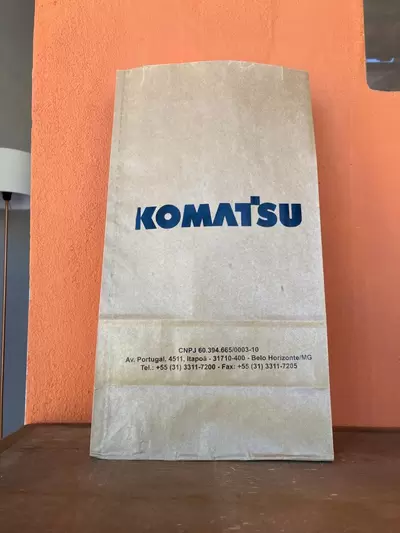 KOMATSU
CNPJ 60.394.665/0003-10
Av. Portugal, 4511, Itapoã - 31710-400 - Belo Horizonte/MG
Tel.: +55 (31) 3311-7200 - Fax: +55 (31) 3311-7205